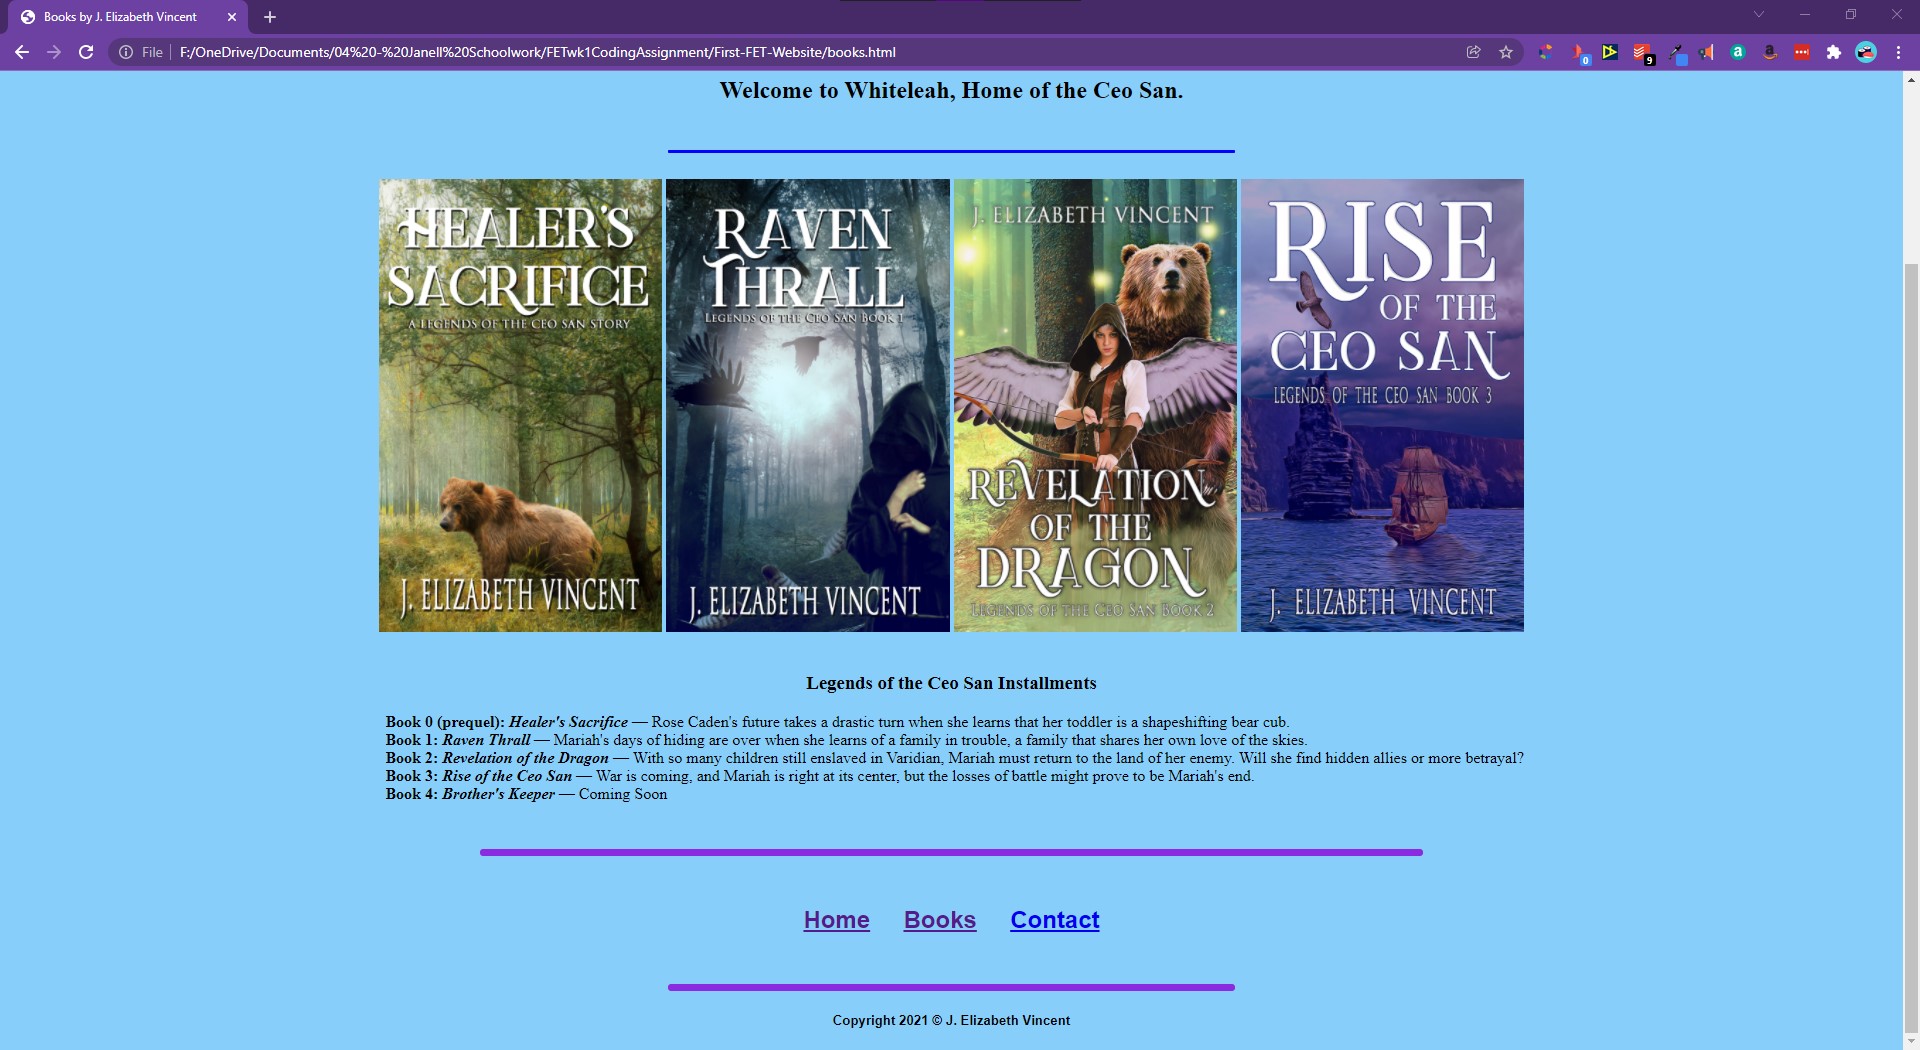 Books by J. Elizabeth Vincent
File F:/OneDrive/Documents/04%20-%20Janell%20Schoolwork/FETwk1CodingAssignment/First-FET-Website/books.html
0
9
a
a
Welcome to Whiteleah, Home of the Ceo San.
HEALER'S
SACRIFICE
A LEGENDS OF THE CEO SAN STORY
J. ELIZABETH VINCENT
RAVEN
THRALL
LEGENDS OF THE CEO SAN BOOK 1
J. ELIZABETH VINCENT
J. ELIZABETH VINCENT
REVELATION
OF THE
DRAGON
LEGENDS OF THE CEO SAN BOOK 2
RISE
OF THE
CEO SAN
LEGENDS OF THE CEO SAN BOOK 3
J. ELIZABETH VINCENT
Legends of the Ceo San Installments
Book 0 (prequel): Healer's Sacrifice — Rose Caden's future takes a drastic turn when she learns that her toddler is a shapeshifting bear cub.
Book 1: Raven Thrall — Mariah's days of hiding are over when she learns of a family in trouble, a family that shares her own love of the skies.
Book 2: Revelation of the Dragon — With so many children still enslaved in Varidian, Mariah must return to the land of her enemy. Will she find hidden allies or more betrayal?
Book 3: Rise of the Ceo San — War is coming, and Mariah is right at its center, but the losses of battle might prove to be Mariah's end.
Book 4: Brother's Keeper — Coming Soon
Home Books Contact
Copyright 2021 © J. Elizabeth Vincent